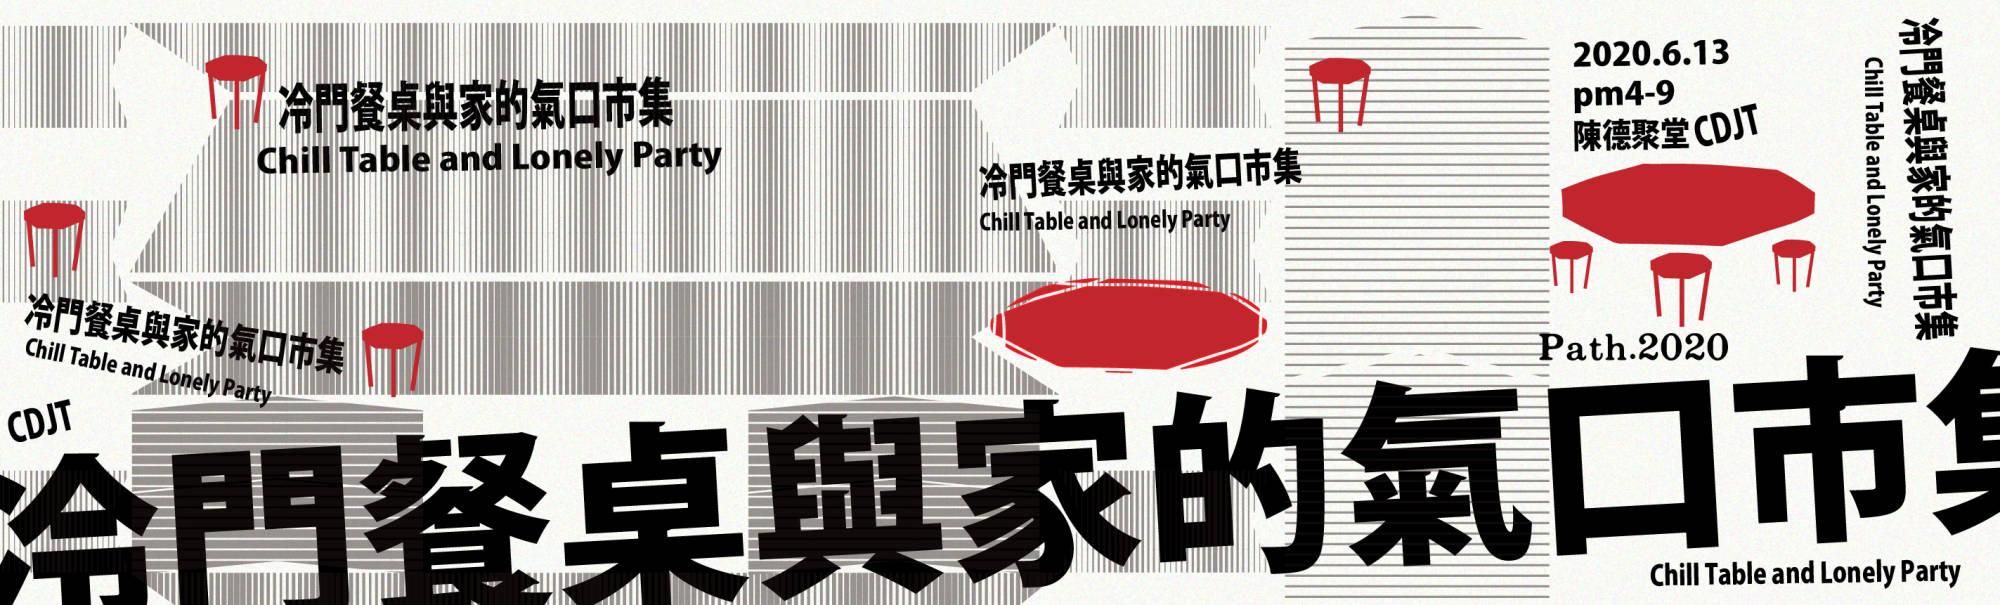 冷門餐桌與家的氣口市集
Chill Table and Lonely Party
冷門餐桌與家的氣口市集
Chill Table and Lonely Party
冷門餐桌與家的氣口市集
Chill Table and Lonely Party
2020.6.13
pm4-9
陳德聚堂CDJT
冷門餐桌與家的氣口市集
Chill Table and Lonely Party
Path.2020
CDJT
冷門餐桌與家的氣口市集
Chill Table and Lonely Party